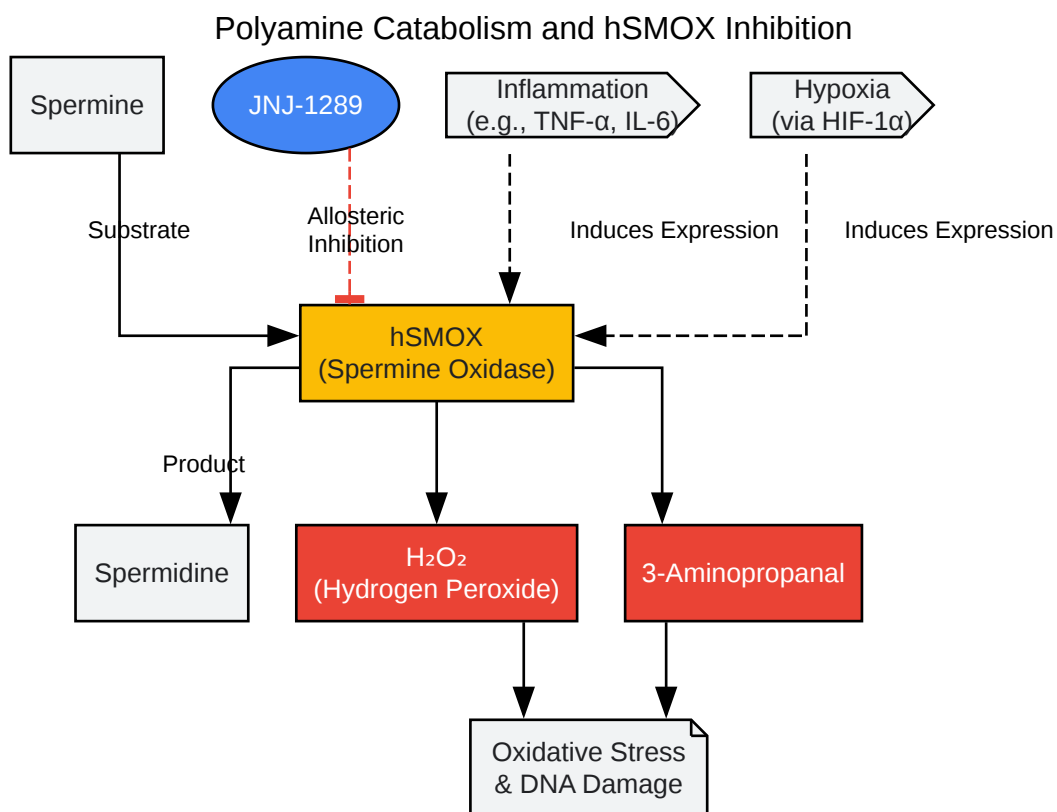 Polyamine Catabolism and hSMOX Inhibition
Spermine
JNJ-1289
Inflammation
(e.g., TNF-α, IL-6)
Hypoxia
(via HIF-1α)
Substrate
Allosteric
Inhibition
Induces Expression
Induces Expression
hSMOX
(Spermine Oxidase)
Product
Spermidine
H₂O₂
(Hydrogen Peroxide)
3-Aminopropanal
Oxidative Stress
& DNA Damage